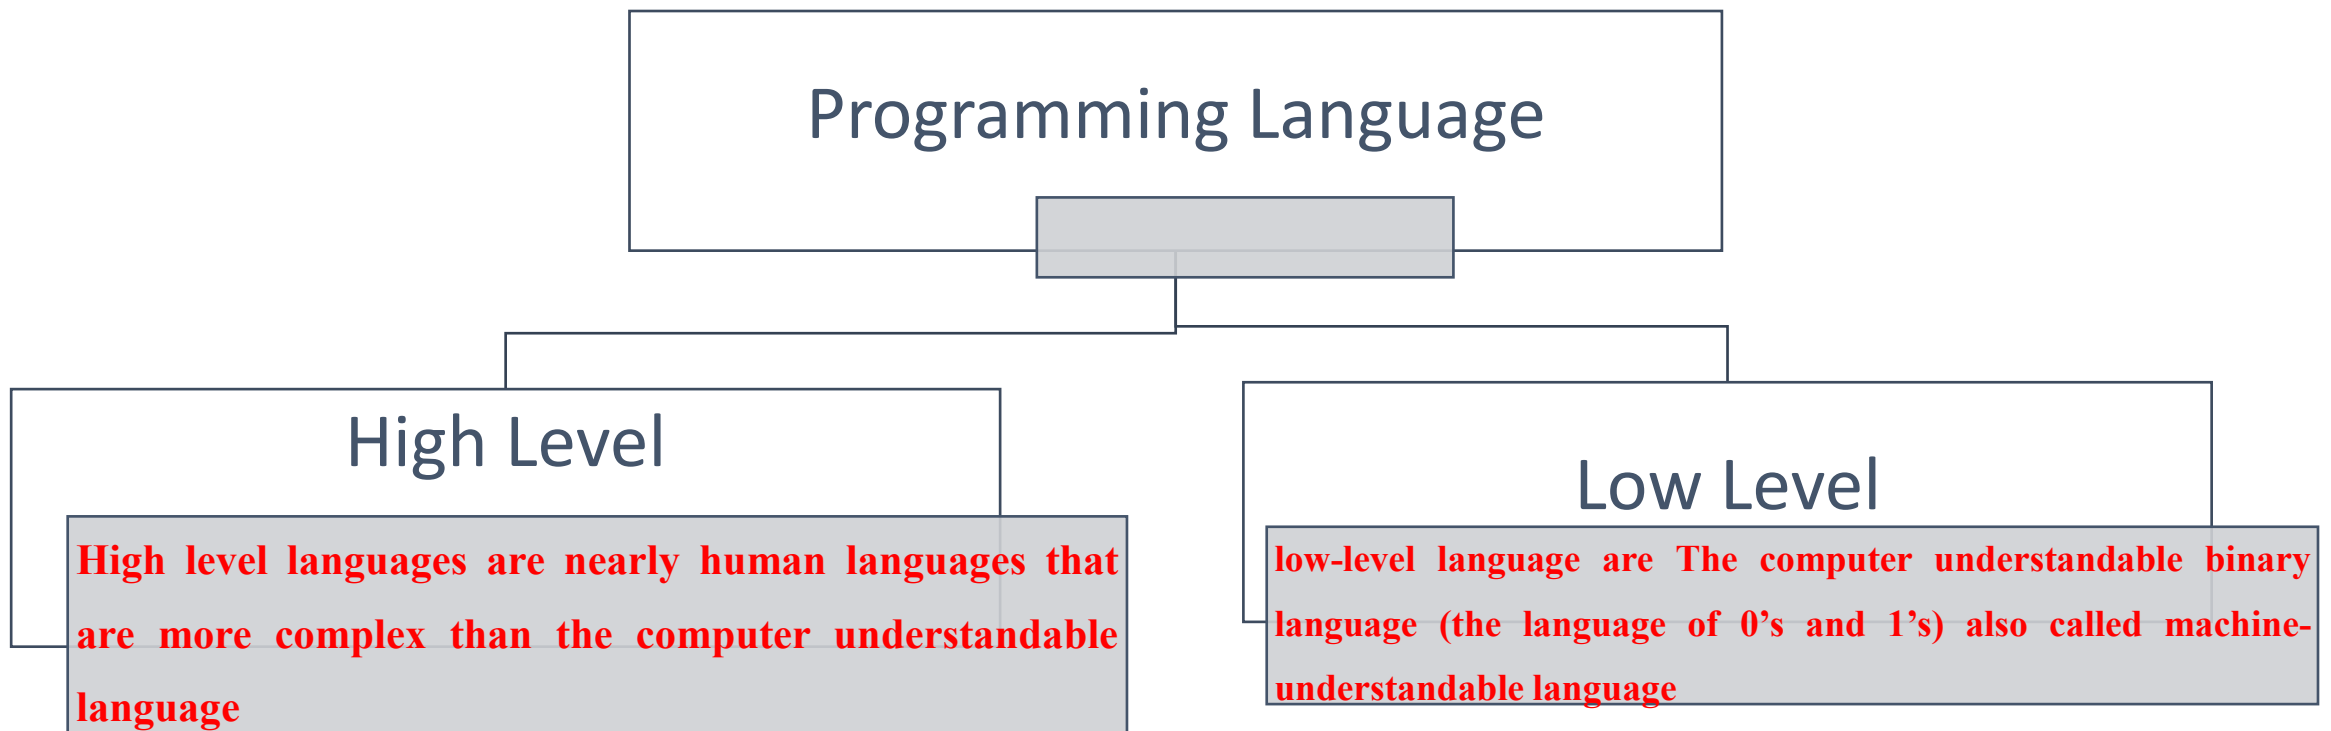 Programming Language
High Level
High level languages are nearly human languages that
are more complex than the computer understandable
language
Low Level
low-level language are The computer understandable binary
language (the language of 0’s and 1’s) also called machine-
understandable language